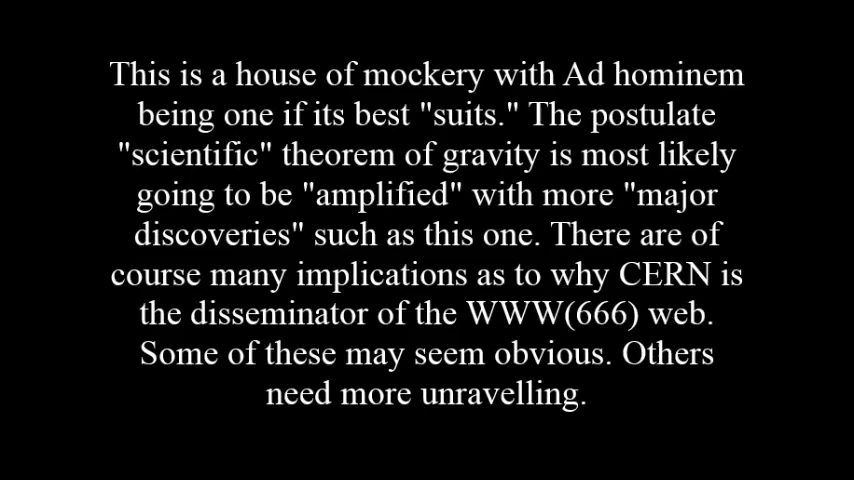 This is a house of mockery with Ad hominem
being one if its best "suits." The postulate
"scientific" theorem of gravity is most likely
going to be "amplified" with more "major
discoveries" such as this one. There are of
course many implications as to why CERN is
the disseminator of the WWW(666) web.
Some of these may seem obvious. Others
need more unravelling.